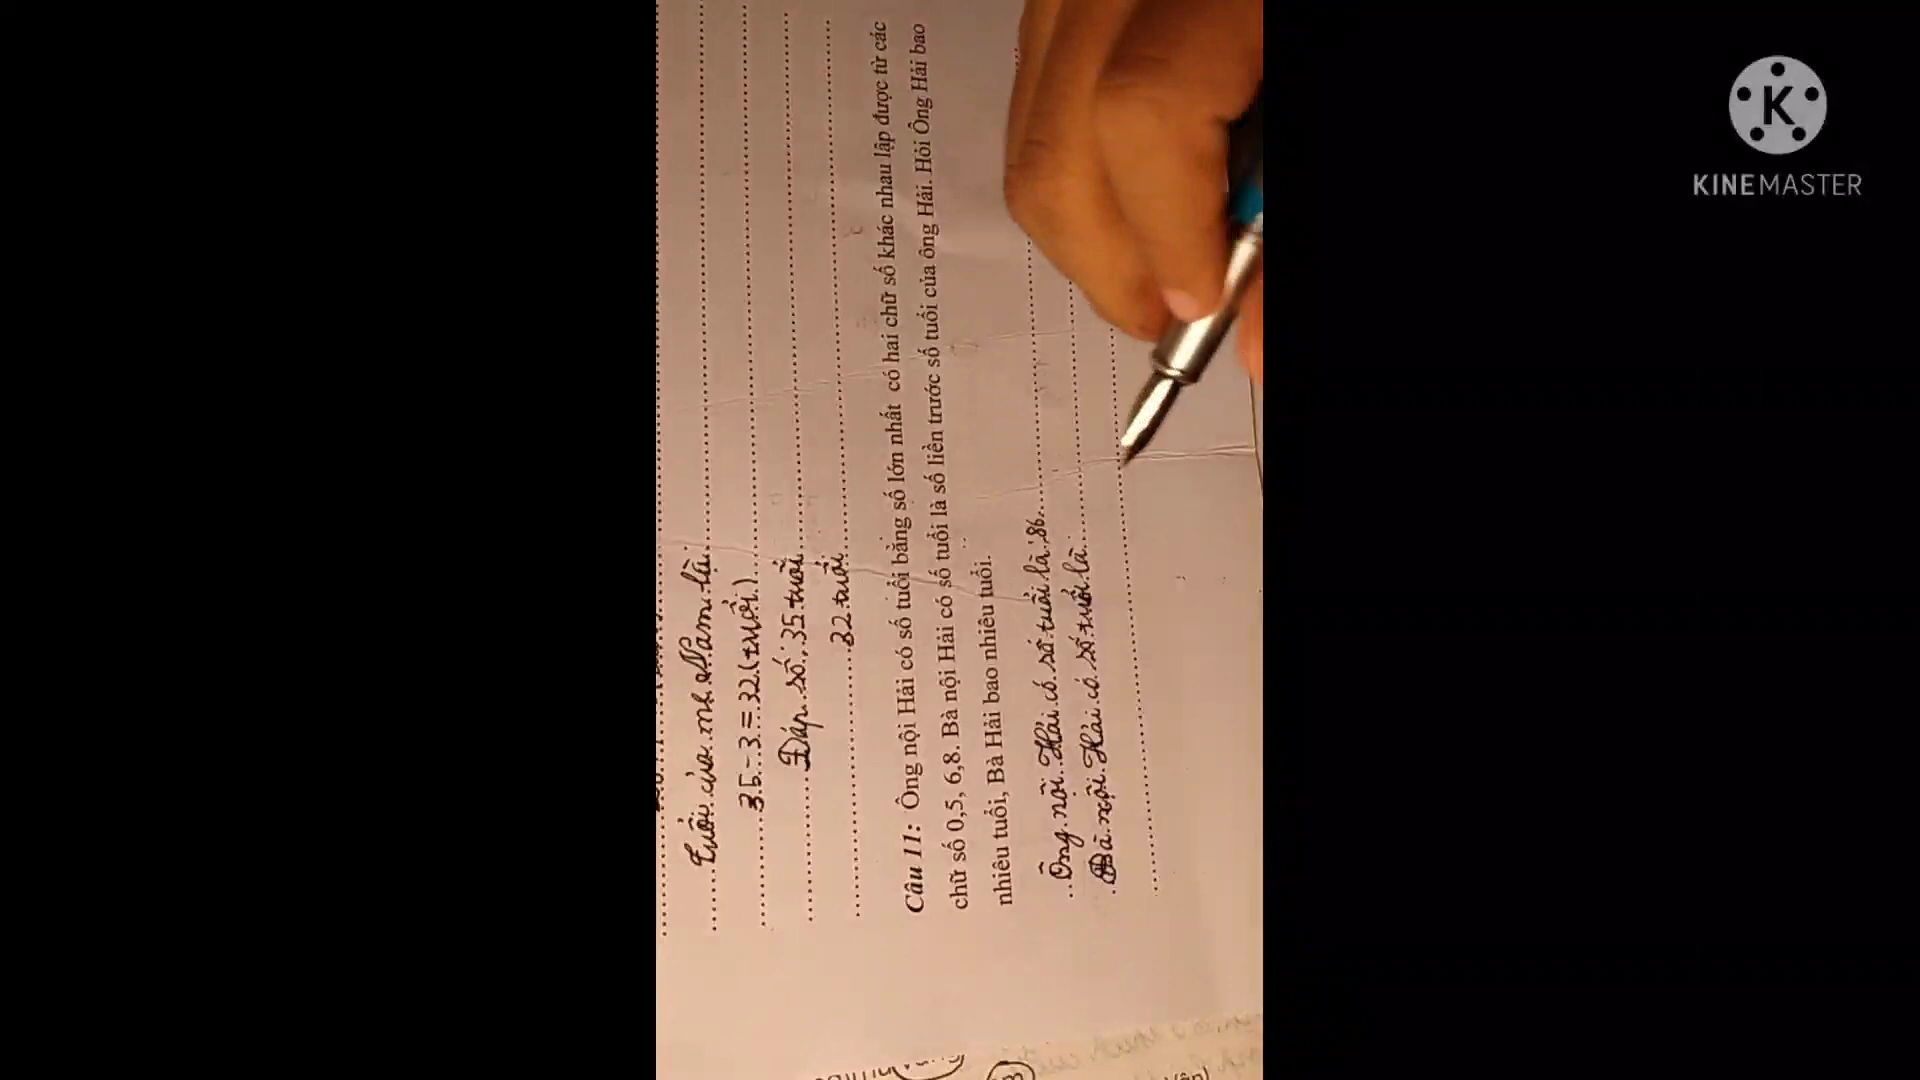 Tuổi của mẹ Nam là
35 - 3 = 32 (tuổi)
Đáp số: 35 tuổi
32 tuổi
Câu 11: Ông nội Hải có số tuổi bằng số lớn nhất có hai chữ số khác nhau lập được từ các
chữ số 0,5, 6,8. Bà nội Hải có số tuổi là số liền trước số tuổi của ông Hải. Hỏi Ông Hải bao
nhiêu tuổi, Bà Hải bao nhiêu tuổi.
Ông nội Hải có số tuổi là: 86
Bà nội Hải có số tuổi là
KINEMASTER